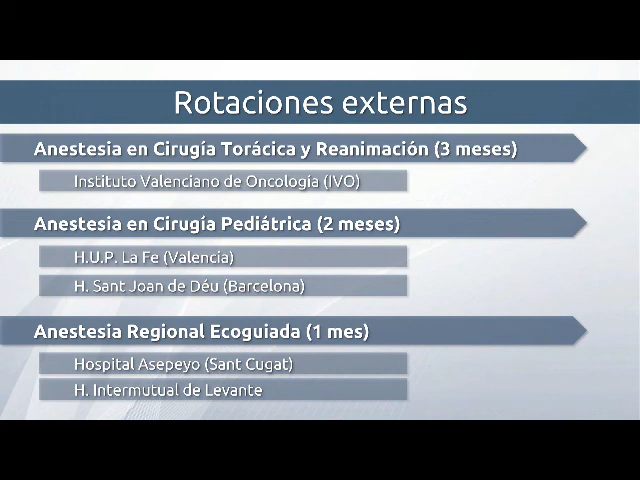 Rotaciones externas
Anestesia en Cirugía Torácica y Reanimación (3 meses)
Instituto Valenciano de Oncología (IVO)
Anestesia en Cirugía Pediátrica (2 meses)
H.U.P. La Fe (Valencia)
H. Sant Joan de Déu (Barcelona)
Anestesia Regional Ecoguiada (1 mes)
Hospital Asepeyo (Sant Cugat)
H. Intermutual de Levante